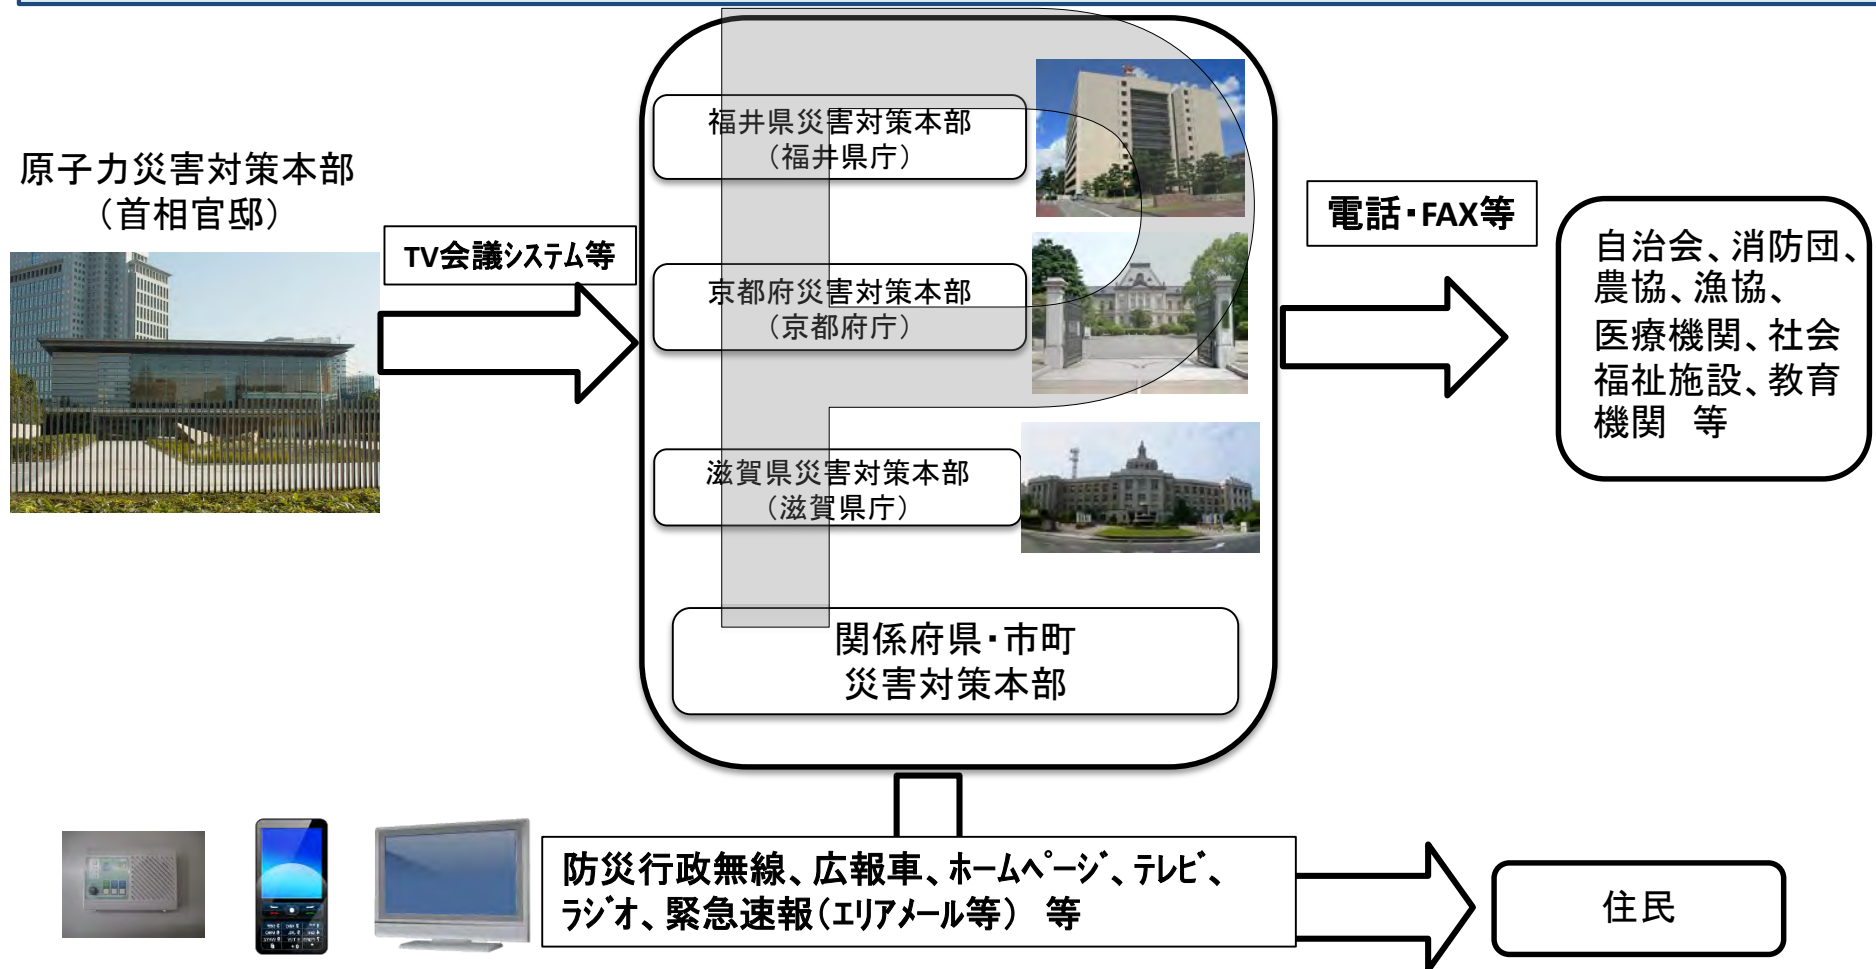 原子力災害対策本部
（首相官邸）
TV会議システム等
福井県災害対策本部
（福井県庁）
京都府災害対策本部
（京都府庁）
滋賀県災害対策本部
（滋賀県庁）
関係府県・市町
災害対策本部
電話・FAX等
自治会、消防団、
農協、漁協、
医療機関、社会
福祉施設、教育
機関　等
防災行政無線、広報車、ﾎｰﾑﾍﾟｰｼﾞ、ﾃﾚﾋﾞ、
ﾗｼﾞｵ、緊急速報（ｴﾘｱﾒｰﾙ等）　等
住民